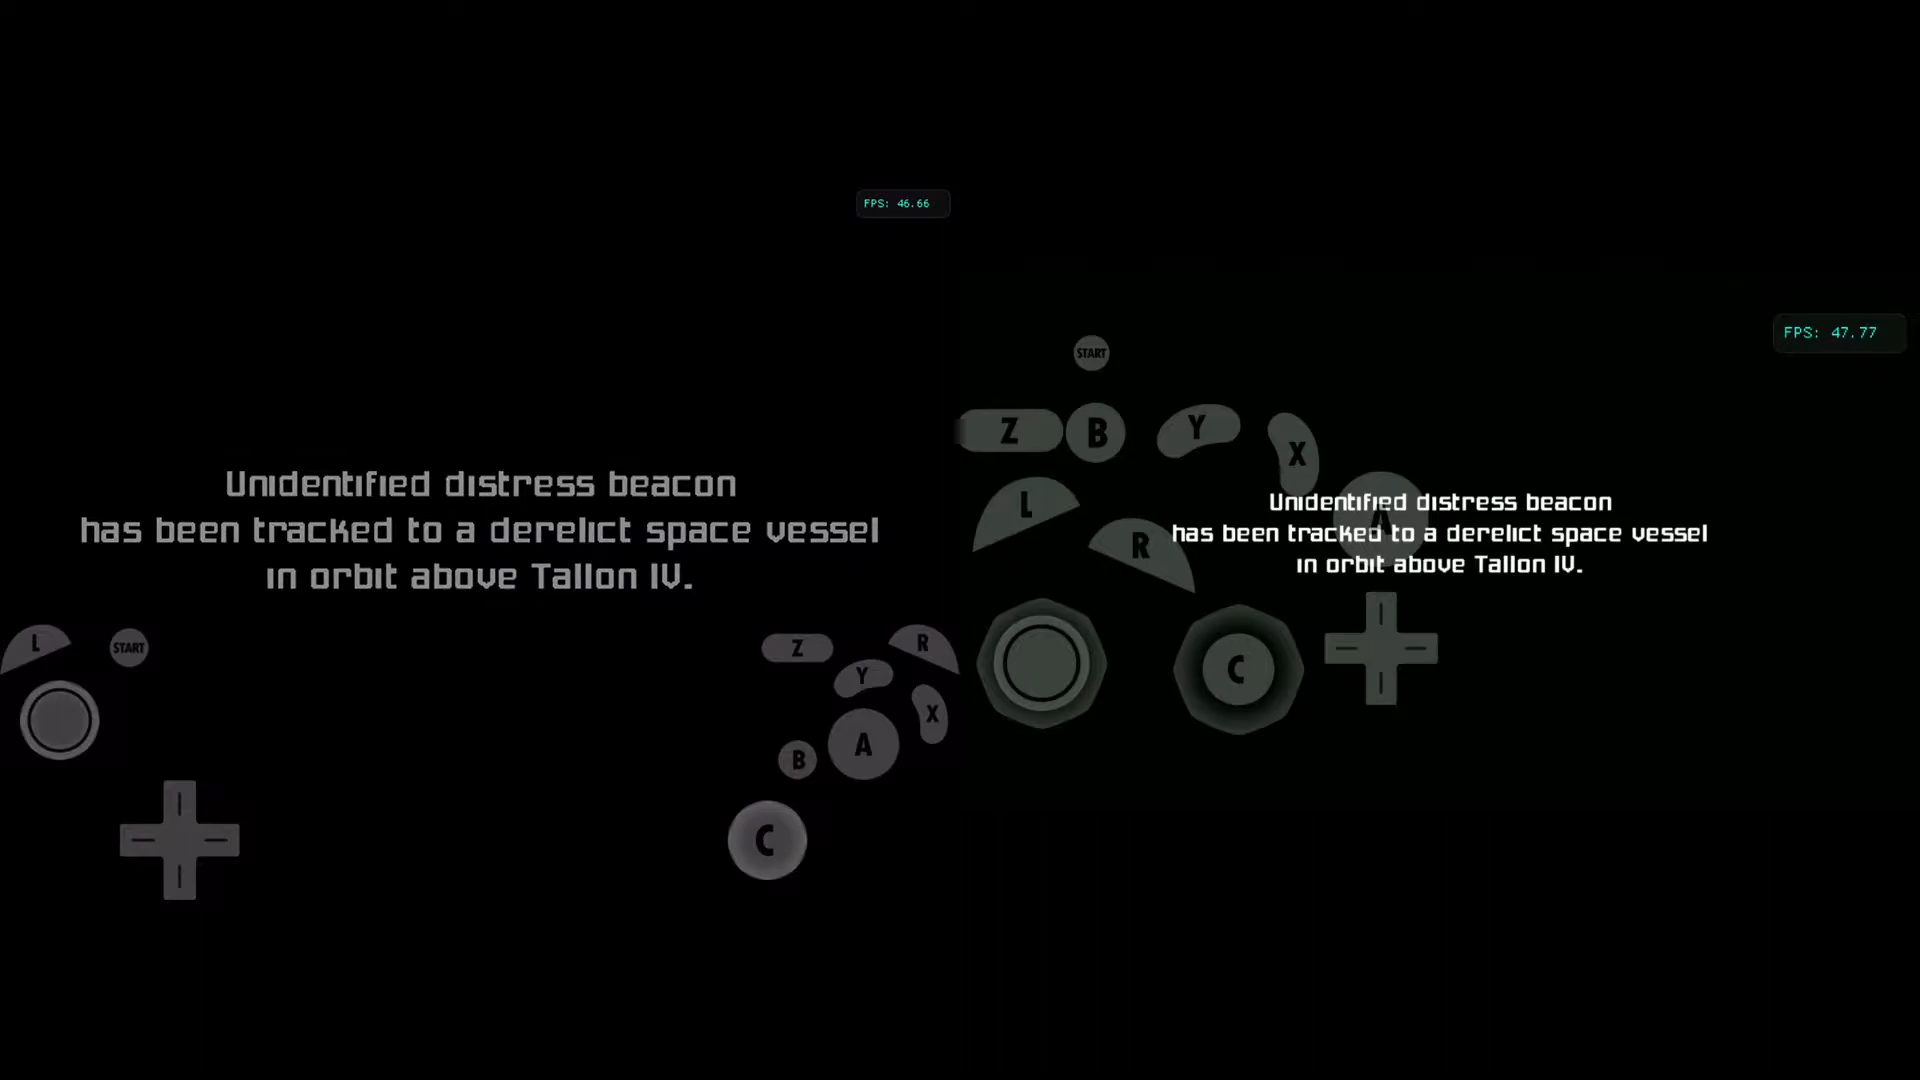 FPS: 46.66
Unidentified distress beacon
has been tracked to a derelict space vessel
in orbit above Tallon IV.
L
START
Z
R
Y
X
B
A
C
FPS: 47.77
START
Z
B
Y
X
L
R
A
Unidentified distress beacon
has been tracked to a derelict space vessel
in orbit above Tallon IV.
C